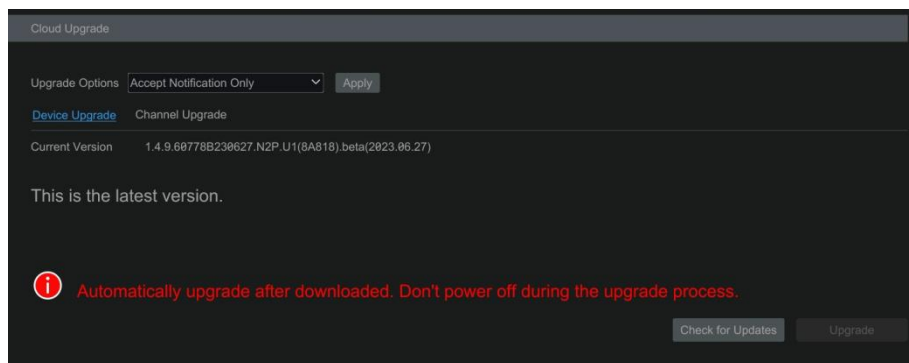 Cloud Upgrade
Upgrade Options Accept Notification Only Apply
Device Upgrade Channel Upgrade
Current Version 1.4.9.60778B230627.N2P.U1(8A818).beta(2023.06.27)
This is the latest version.
Automatically upgrade after downloaded. Don't power off during the upgrade process.
Check for Updates Upgrade